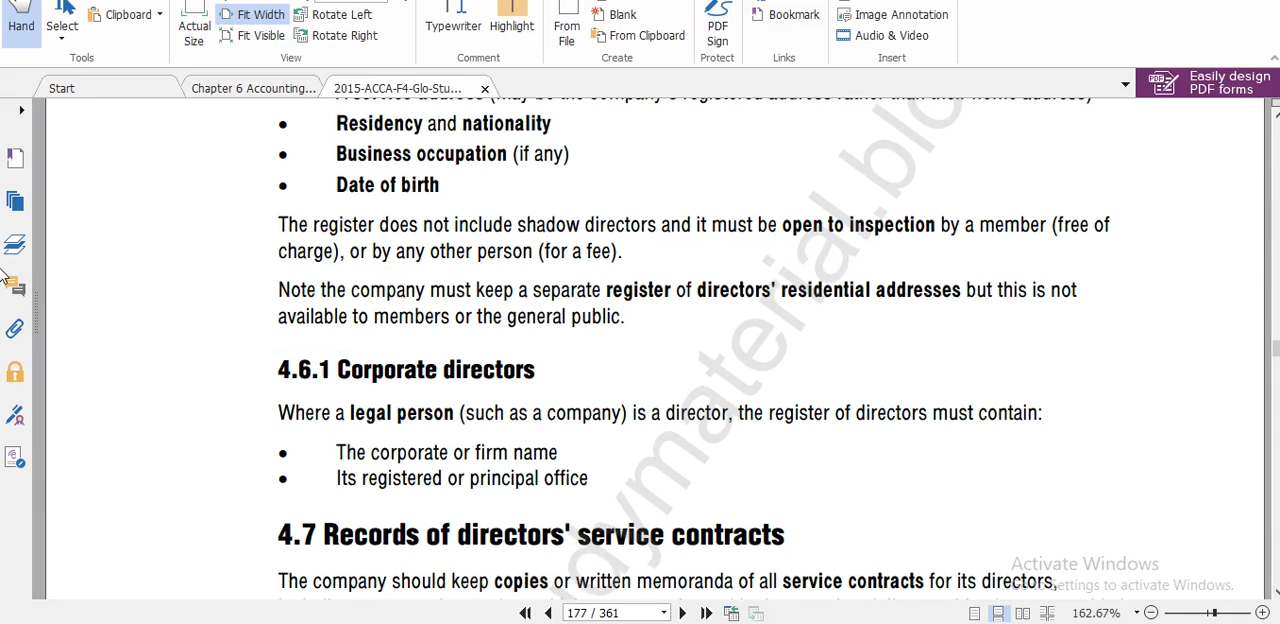 Hand
Select
Clipboard
Actual
Size
Fit Width
Fit Visible
Rotate Left
Rotate Right
Typewriter
Highlight
From
File
Blank
From Clipboard
PDF
Sign
Bookmark
Image Annotation
Audio & Video
Tools
View
Comment
Create
Protect
Links
Insert
Start
Chapter 6 Accounting...
2015-ACCA-F4-Glo-Stu...
Easily design
PDF forms
• Residency and nationality
• Business occupation (if any)
• Date of birth
The register does not include shadow directors and it must be open to inspection by a member (free of
charge), or by any other person (for a fee).
Note the company must keep a separate register of directors' residential addresses but this is not
available to members or the general public.
4.6.1 Corporate directors
Where a legal person (such as a company) is a director, the register of directors must contain:
• The corporate or firm name
• Its registered or principal office
4.7 Records of directors' service contracts
The company should keep copies or written memoranda of all service contracts for its directors,
Activate Windows
Go to Settings to activate Windows.
177 / 361
162.67%